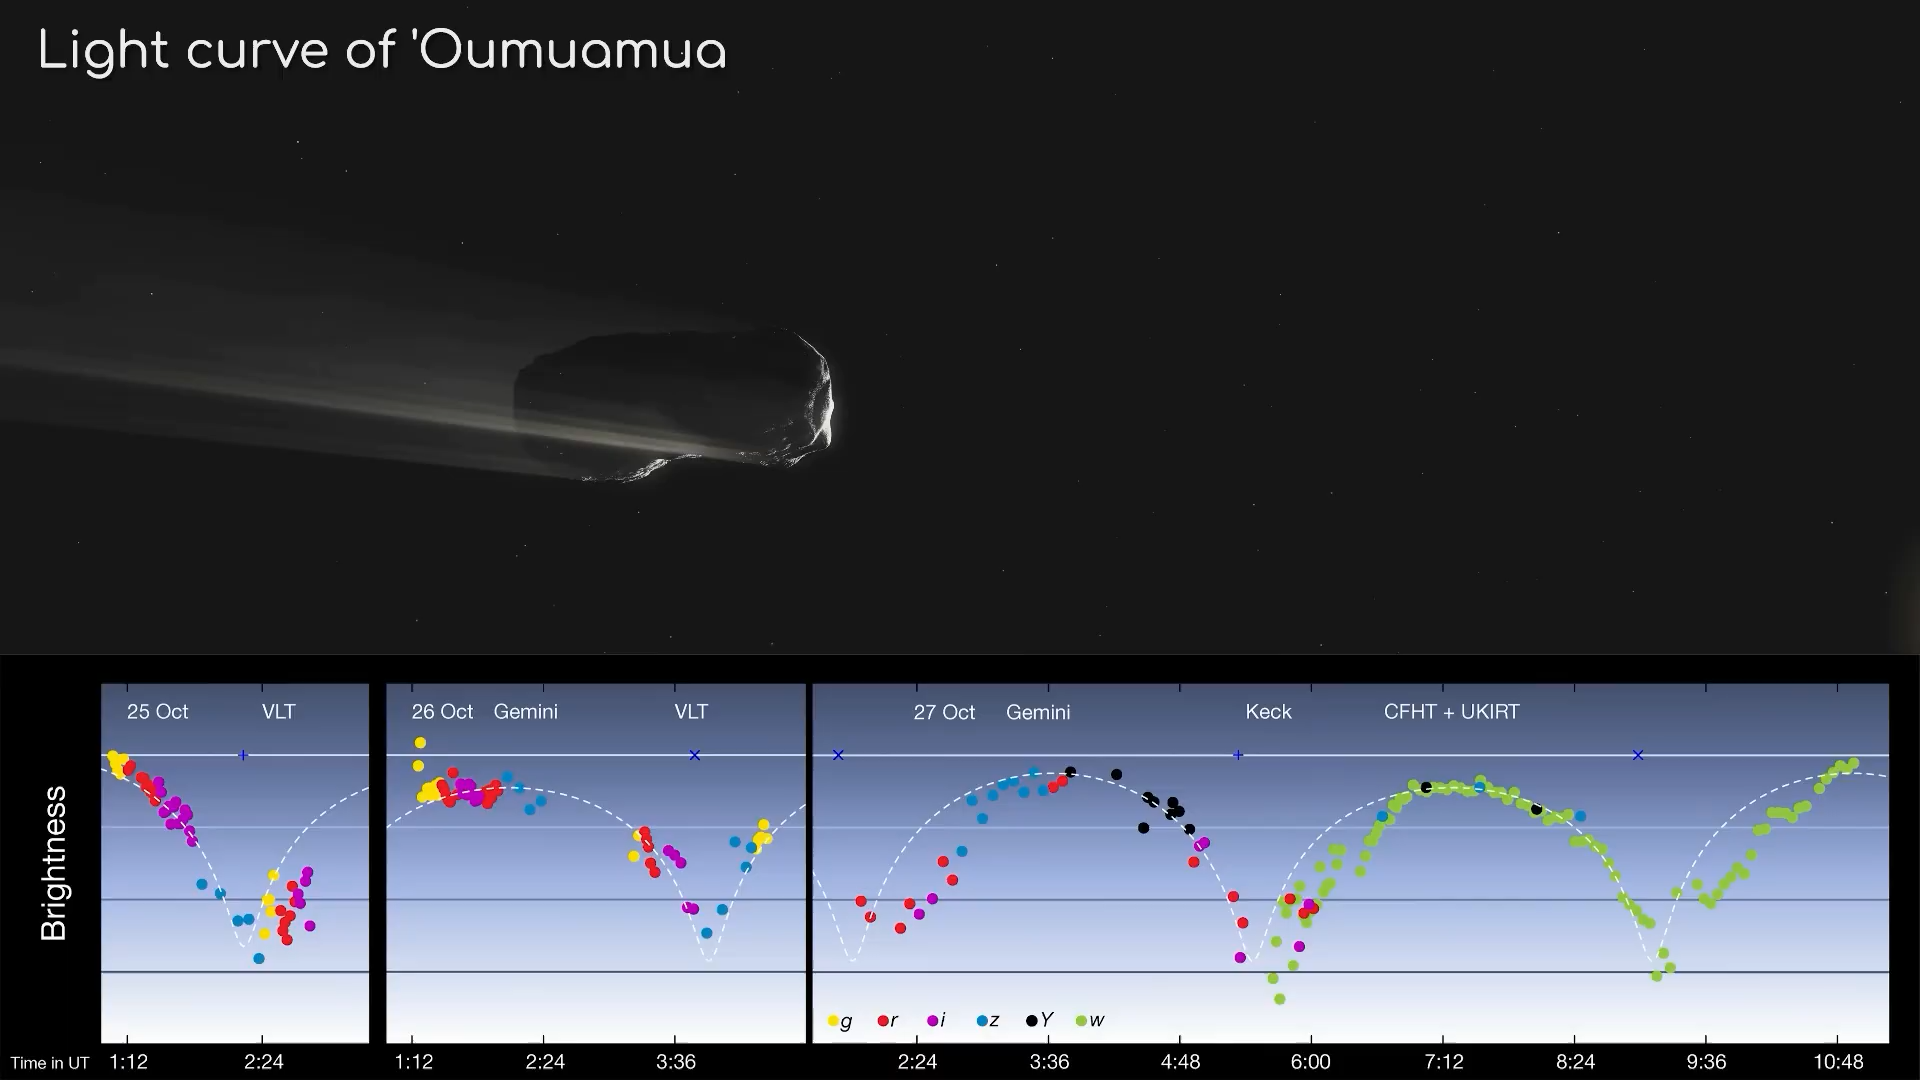 Light curve of 'Oumuamua
25 Oct VLT
26 Oct Gemini VLT
27 Oct Gemini Keck CFHT + UKIRT
Brightness
g r i z Y w
Time in UT 1:12 2:24 1:12 2:24 3:36 2:24 3:36 4:48 6:00 7:12 8:24 9:36 10:48